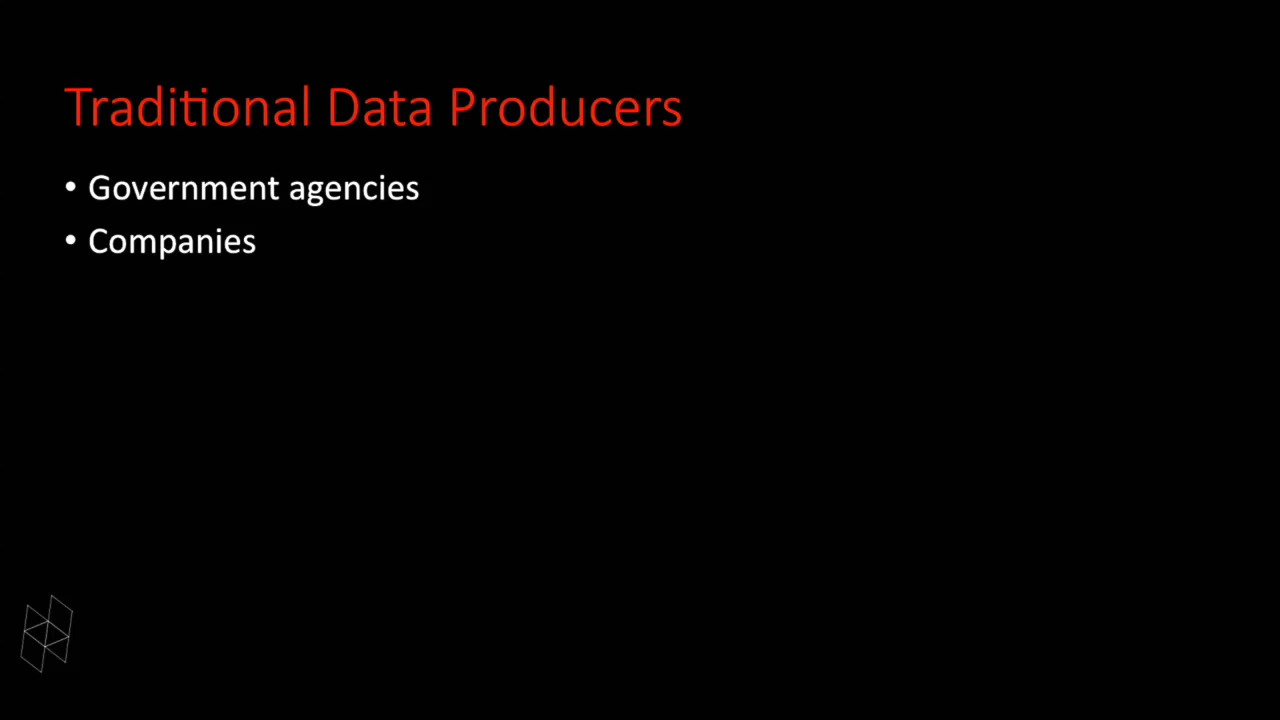 Traditional Data Producers
• Government agencies
• Companies